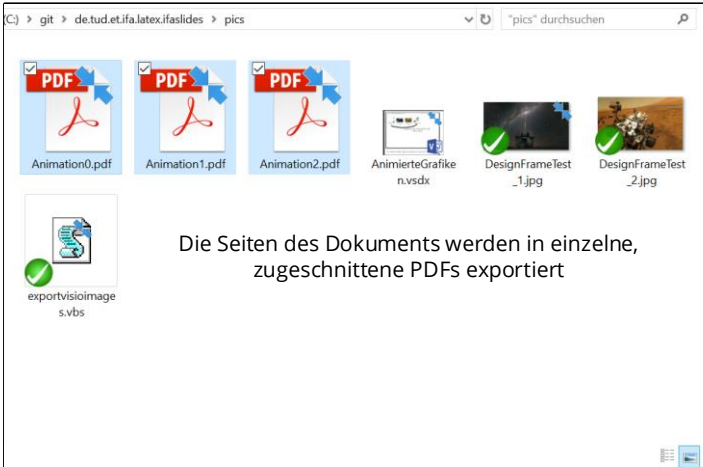 C:) > git > de.tud.et.ifa.latex.ifaslides > pics
"pics" durchsuchen
PDF
PDF
PDF
Animation0.pdf
Animation1.pdf
Animation2.pdf
AnimierteGrafike
n.vsdx
DesignFrameTest
_1.jpg
DesignFrameTest
_2.jpg
Die Seiten des Dokuments werden in einzelne,
zugeschnittene PDFs exportiert
exportvisioimage
s.vbs